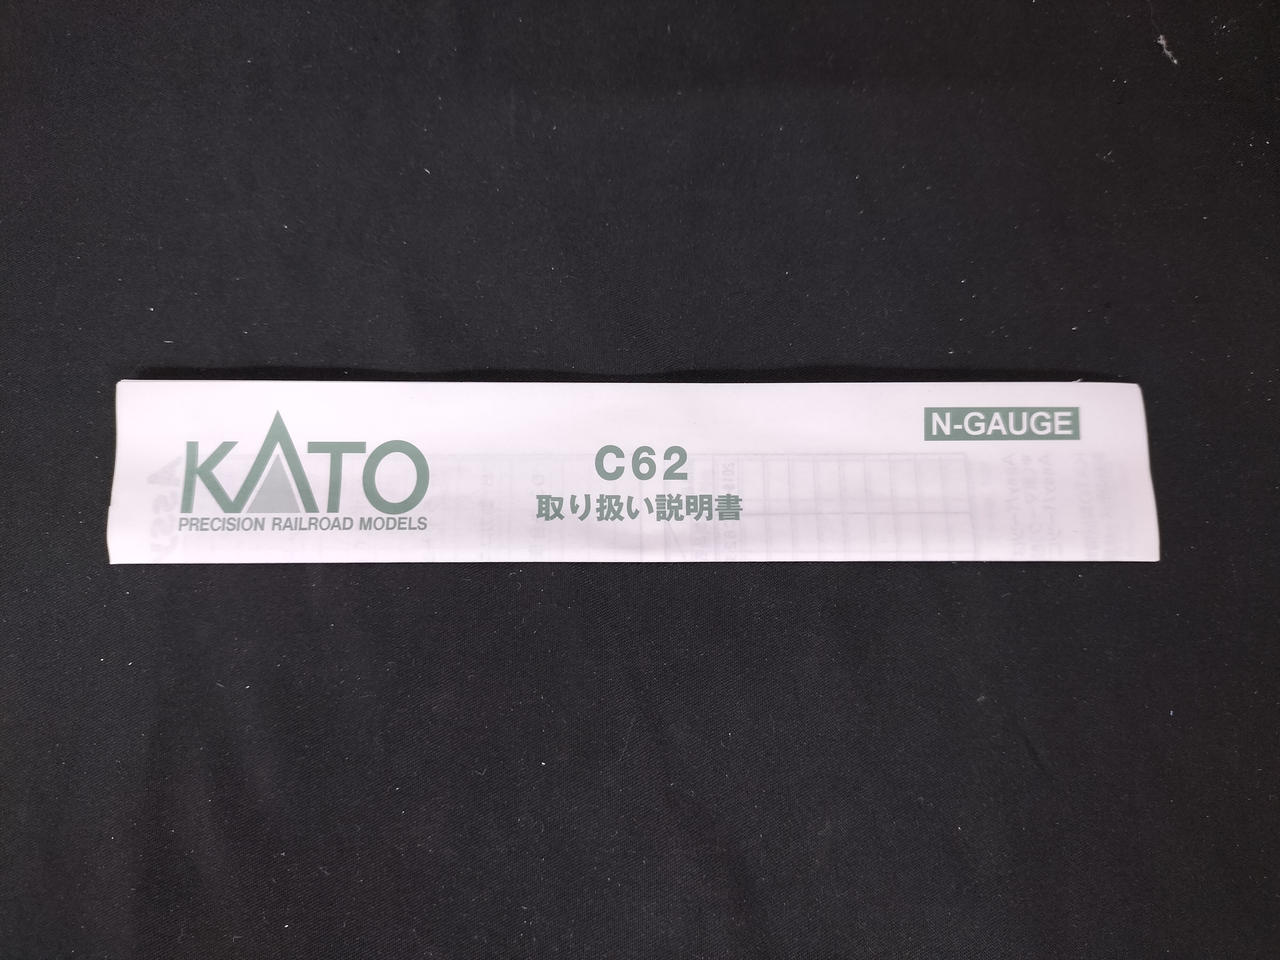 KATO
PRECISION RAILROAD MODELS
C62
取り扱い説明書
N-GAUGE